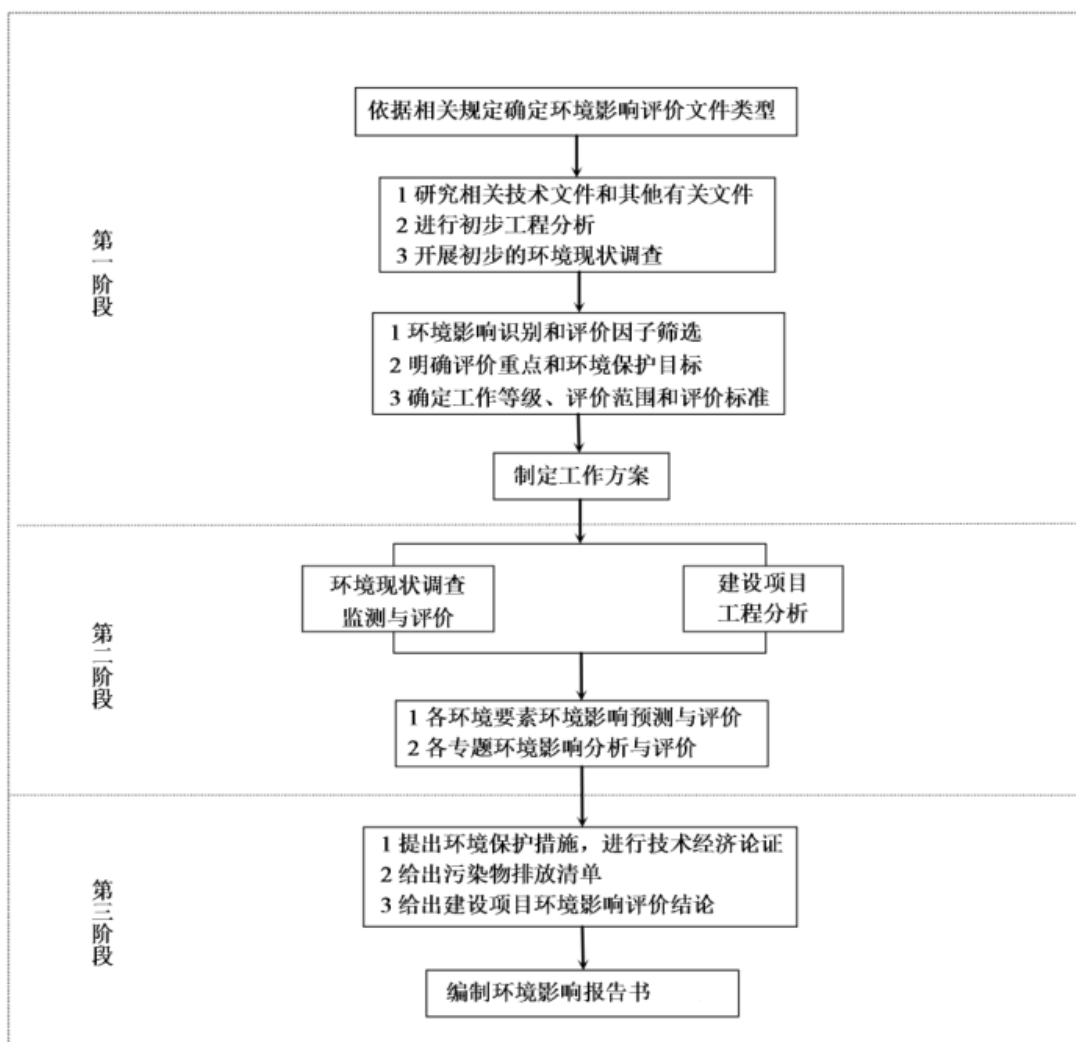 依据相关规定确定环境影响评价文件类型
1 研究相关技术文件和其他有关文件
2 进行初步工程分析
3 开展初步的环境现状调查
第一阶段
1 环境影响识别和评价因子筛选
2 明确评价重点和环境保护目标
3 确定工作等级、评价范围和评价标准
制定工作方案
环境现状调查
监测与评价
建设项目
工程分析
第二阶段
1 各环境要素环境影响预测与评价
2 各专题环境影响分析与评价
1 提出环境保护措施，进行技术经济论证
2 给出污染物排放清单
3 给出建设项目环境影响评价结论
第三阶段
编制环境影响报告书